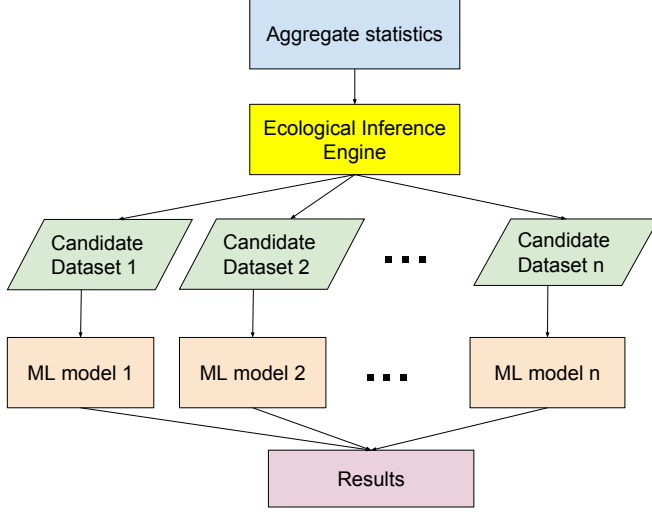 Aggregate statistics
Ecological Inference
Engine
Candidate
Dataset 1
Candidate
Dataset 2
...
Candidate
Dataset n
ML model 1
ML model 2
...
ML model n
Results